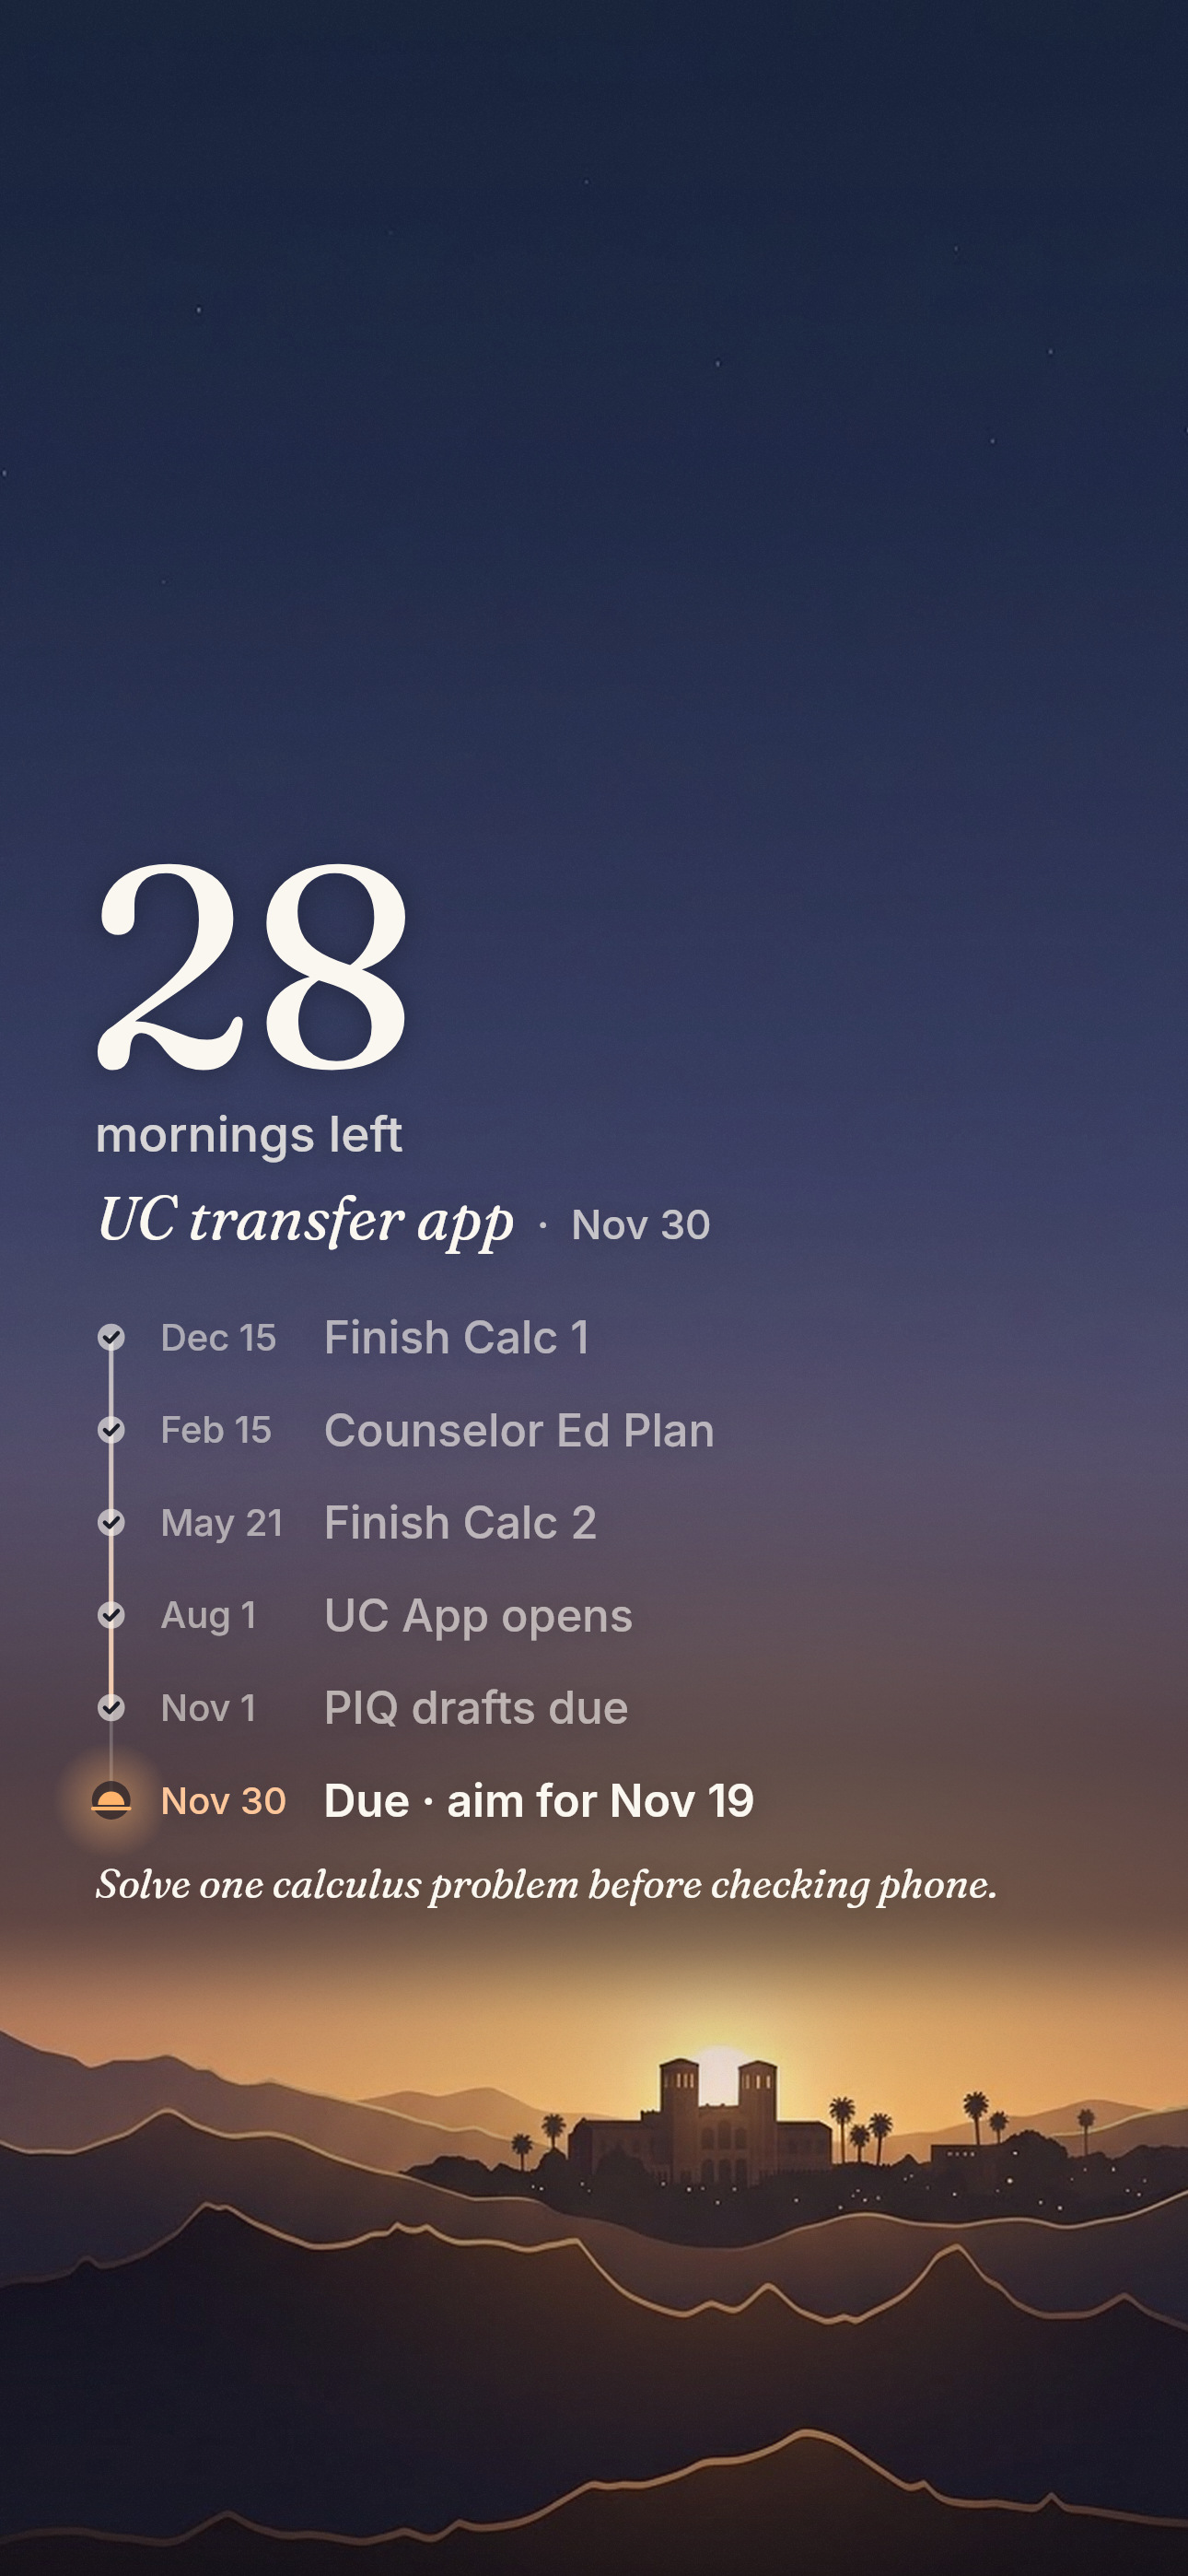 28
mornings left
UC transfer app · Nov 30
Dec 15 Finish Calc 1
Feb 15 Counselor Ed Plan
May 21 Finish Calc 2
Aug 1 UC App opens
Nov 1 PIQ drafts due
Nov 30 Due · aim for Nov 19
Solve one calculus problem before checking phone.